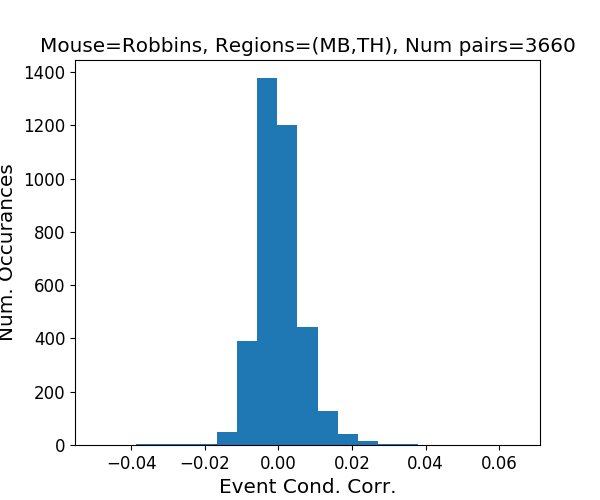 Mouse=Robbins, Regions=(MB,TH), Num pairs=3660
1400
1200
1000
800
600
400
200
0
Num. Occurances
−0.04 −0.02 0.00 0.02 0.04 0.06
Event Cond. Corr.